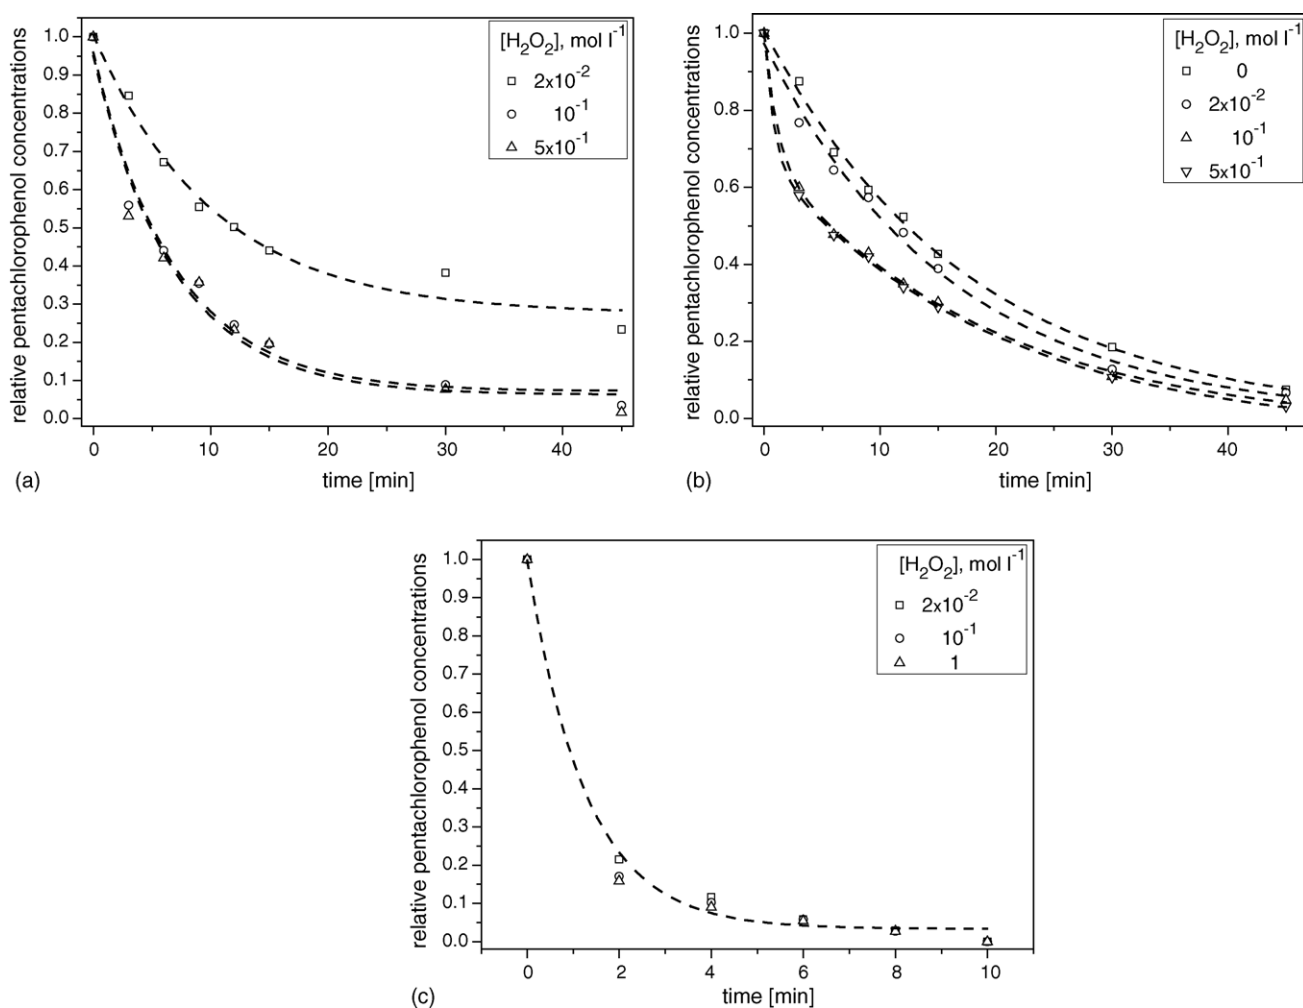 relative pentachlorophenol concentrations
1.0
0.9
0.8
0.7
0.6
0.5
0.4
0.3
0.2
0.1
0.0
[H₂O₂], mol l⁻¹
2x10⁻²
10⁻¹
5x10⁻¹
0 10 20 30 40
time [min]
(a)
relative pentachlorophenol concentrations
1.0
0.8
0.6
0.4
0.2
0.0
[H₂O₂], mol l⁻¹
0
2x10⁻²
10⁻¹
5x10⁻¹
0 10 20 30 40
time [min]
(b)
relative pentachlorophenol concentrations
1.0
0.9
0.8
0.7
0.6
0.5
0.4
0.3
0.2
0.1
0.0
[H₂O₂], mol l⁻¹
2x10⁻²
10⁻¹
1
0 2 4 6 8 10
time [min]
(c)